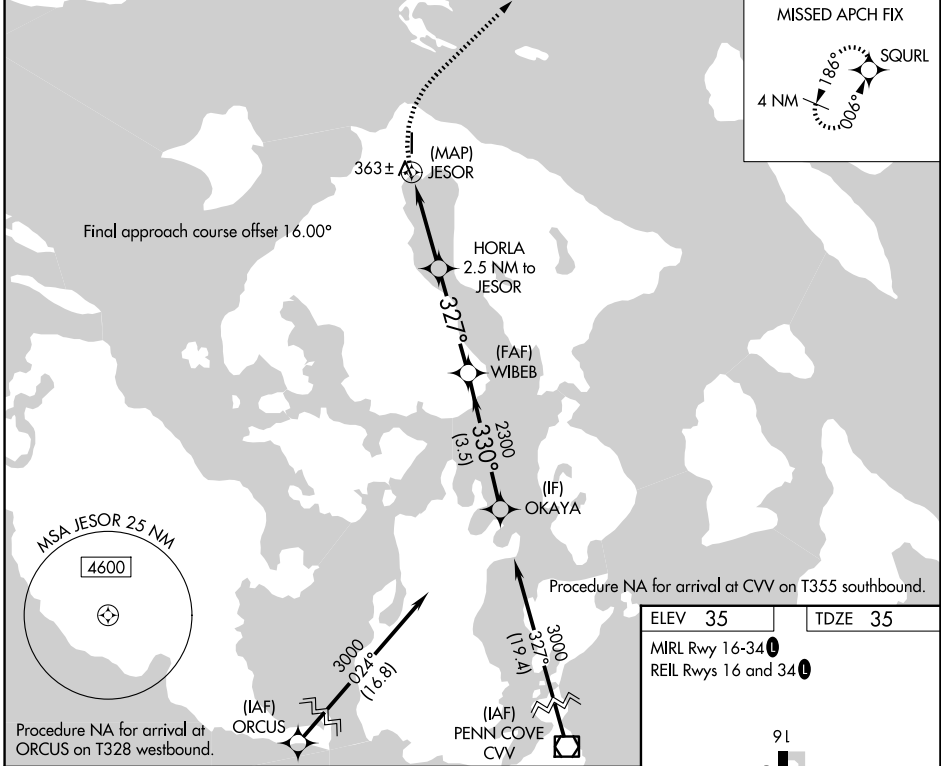 MISSED APCH FIX
SQURL
186°
4 NM
006°
363±
(MAP)
JESOR
Final approach course offset 16.00°
HORLA
2.5 NM to
JESOR
327°
(FAF)
WIBEB
2300
330°
(3.5)
(IF)
OKAYA
MSA JESOR 25 NM
4600
Procedure NA for arrival at CVV on T355 southbound.
3000
024°
(16.8)
3000
327°
(19.4)
(IAF)
ORCUS
(IAF)
PENN COVE
CVV
Procedure NA for arrival at
ORCUS on T328 westbound.
ELEV 35
TDZE 35
MIRL Rwy 16-34 L
REIL Rwys 16 and 34 L
16